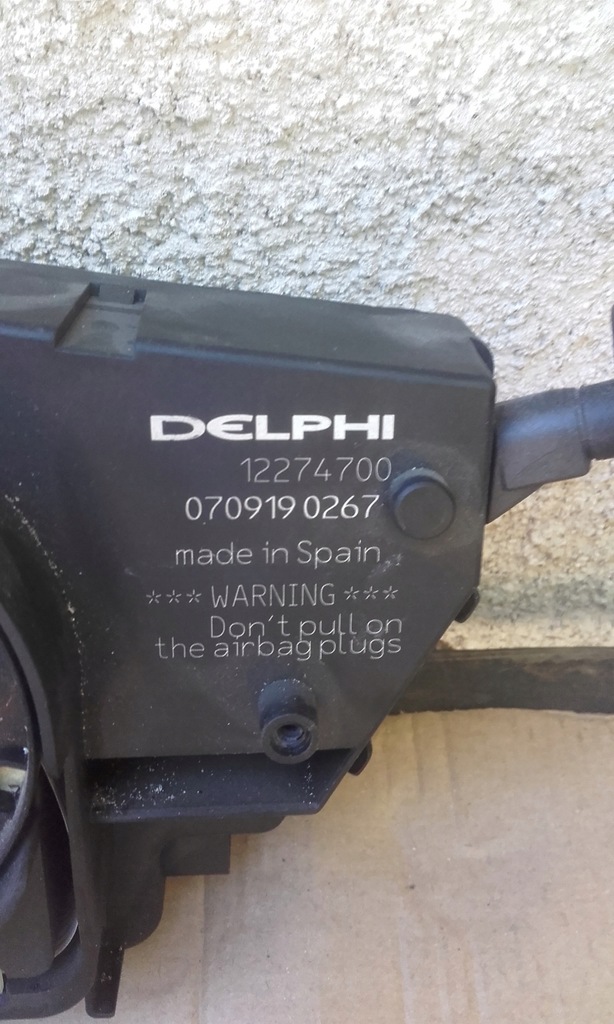 DELPHI
12274700
070919 0267
made in Spain
*** WARNING ***
Don't pull on
the airbag plugs